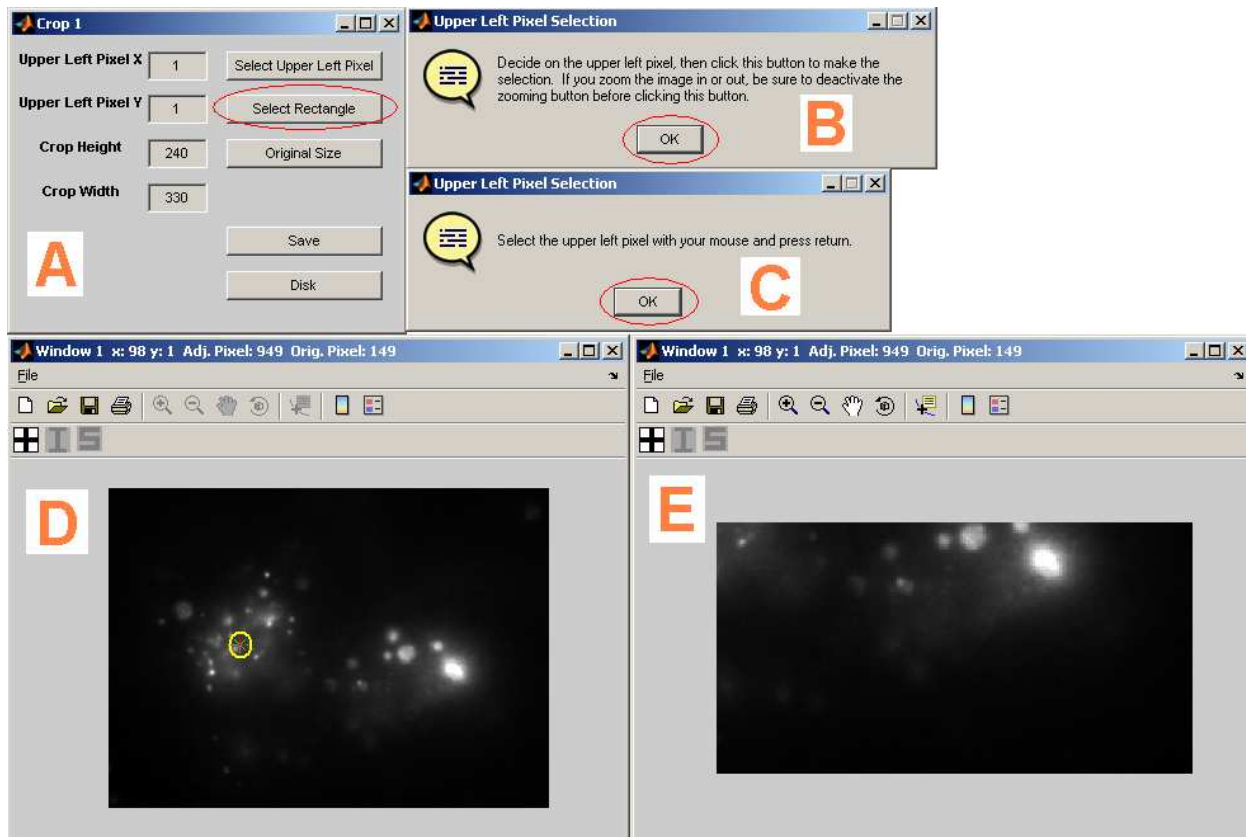 Crop 1
Upper Left Pixel X
1
Select Upper Left Pixel
Upper Left Pixel Y
1
Select Rectangle
Crop Height
240
Original Size
Crop Width
330
Save
Disk
A
Upper Left Pixel Selection
Decide on the upper left pixel, then click this button to make the
selection. If you zoom the image in or out, be sure to deactivate the
zooming button before clicking this button.
OK
B
Upper Left Pixel Selection
Select the upper left pixel with your mouse and press return.
OK
C
Window 1 x: 98 y: 1 Adj. Pixel: 949 Orig. Pixel: 149
File
I S
D
Window 1 x: 98 y: 1 Adj. Pixel: 949 Orig. Pixel: 149
File
I S
E